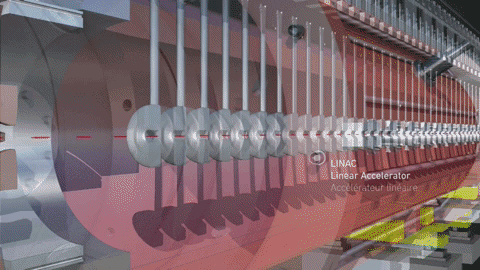 LINAC
Linear Accelerator
Accélérateur linéaire